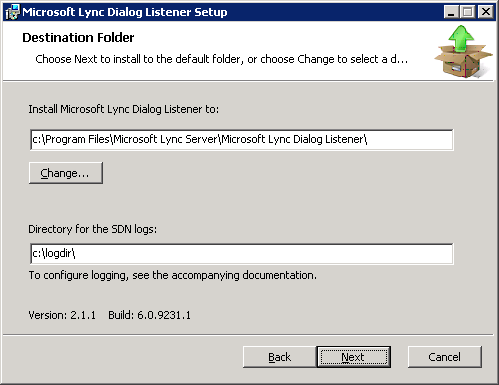 Microsoft Lync Dialog Listener Setup
Destination Folder
Choose Next to install to the default folder, or choose Change to select a d...
Install Microsoft Lync Dialog Listener to:
c:\Program Files\Microsoft Lync Server\Microsoft Lync Dialog Listener\
Change...
Directory for the SDN logs:
c:\logdir\
To configure logging, see the accompanying documentation.
Version: 2.1.1 Build: 6.0.9231.1
Back Next Cancel